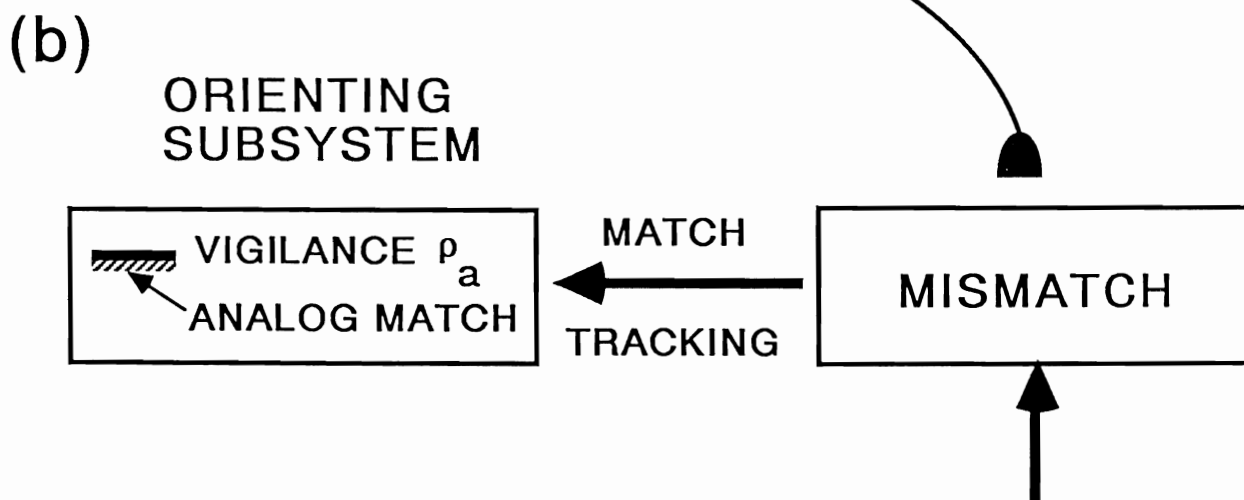 (b)
ORIENTING
SUBSYSTEM
VIGILANCE ρa
ANALOG MATCH
MATCH
TRACKING
MISMATCH